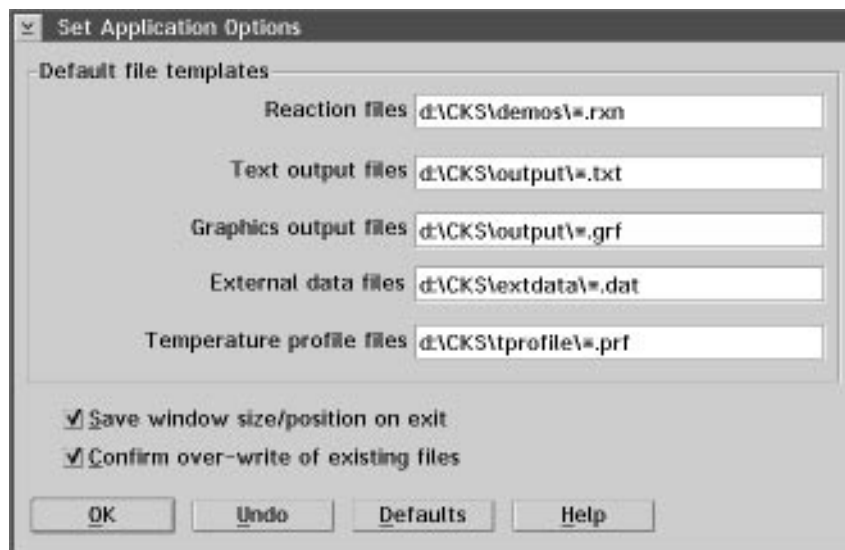 Set Application Options
Default file templates
Reaction files d:\CKS\demos\*.rxn
Text output files d:\CKS\output\*.txt
Graphics output files d:\CKS\output\*.grf
External data files d:\CKS\extdata\*.dat
Temperature profile files d:\CKS\tprofile\*.prf
Save window size/position on exit
Confirm over-write of existing files
OK Undo Defaults Help